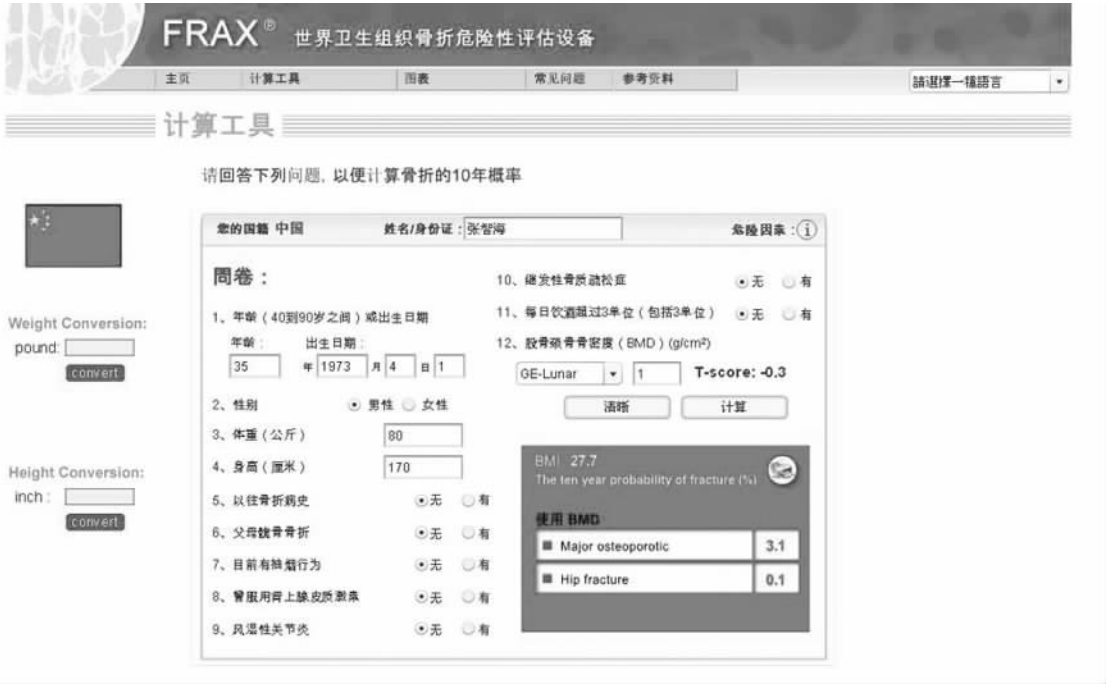 FRAX® 世界卫生组织骨折危险性评估设备
主页 计算工具 图表 常见问题 参考资料 請選擇一種語言
计算工具
请回答下列问题, 以便计算骨折的10年概率
您的国籍 中国 姓名/身份证：张智海 危险因素：i
問卷：
1、年龄（40到90岁之间）或出生日期
年龄： 出生日期：
35 年 1973 月 4 日 1
2、性别 男性 女性
3、体重（公斤） 80
4、身高（厘米） 170
5、以往骨折病史 无 有
6、父母髋骨骨折 无 有
7、目前有抽烟行为 无 有
8、曾服用肾上腺皮质激素 无 有
9、风湿性关节炎 无 有
10、继发性骨质疏松症 无 有
11、每日饮酒超过3单位（包括3单位） 无 有
12、股骨颈骨骨密度（BMD）(g/cm²)
GE-Lunar 1 T-score: -0.3
清晰 计算
BMI 27.7
The ten year probability of fracture (%)
使用 BMD
Major osteoporotic 3.1
Hip fracture 0.1
Weight Conversion:
pound:
convert
Height Conversion:
inch :
convert